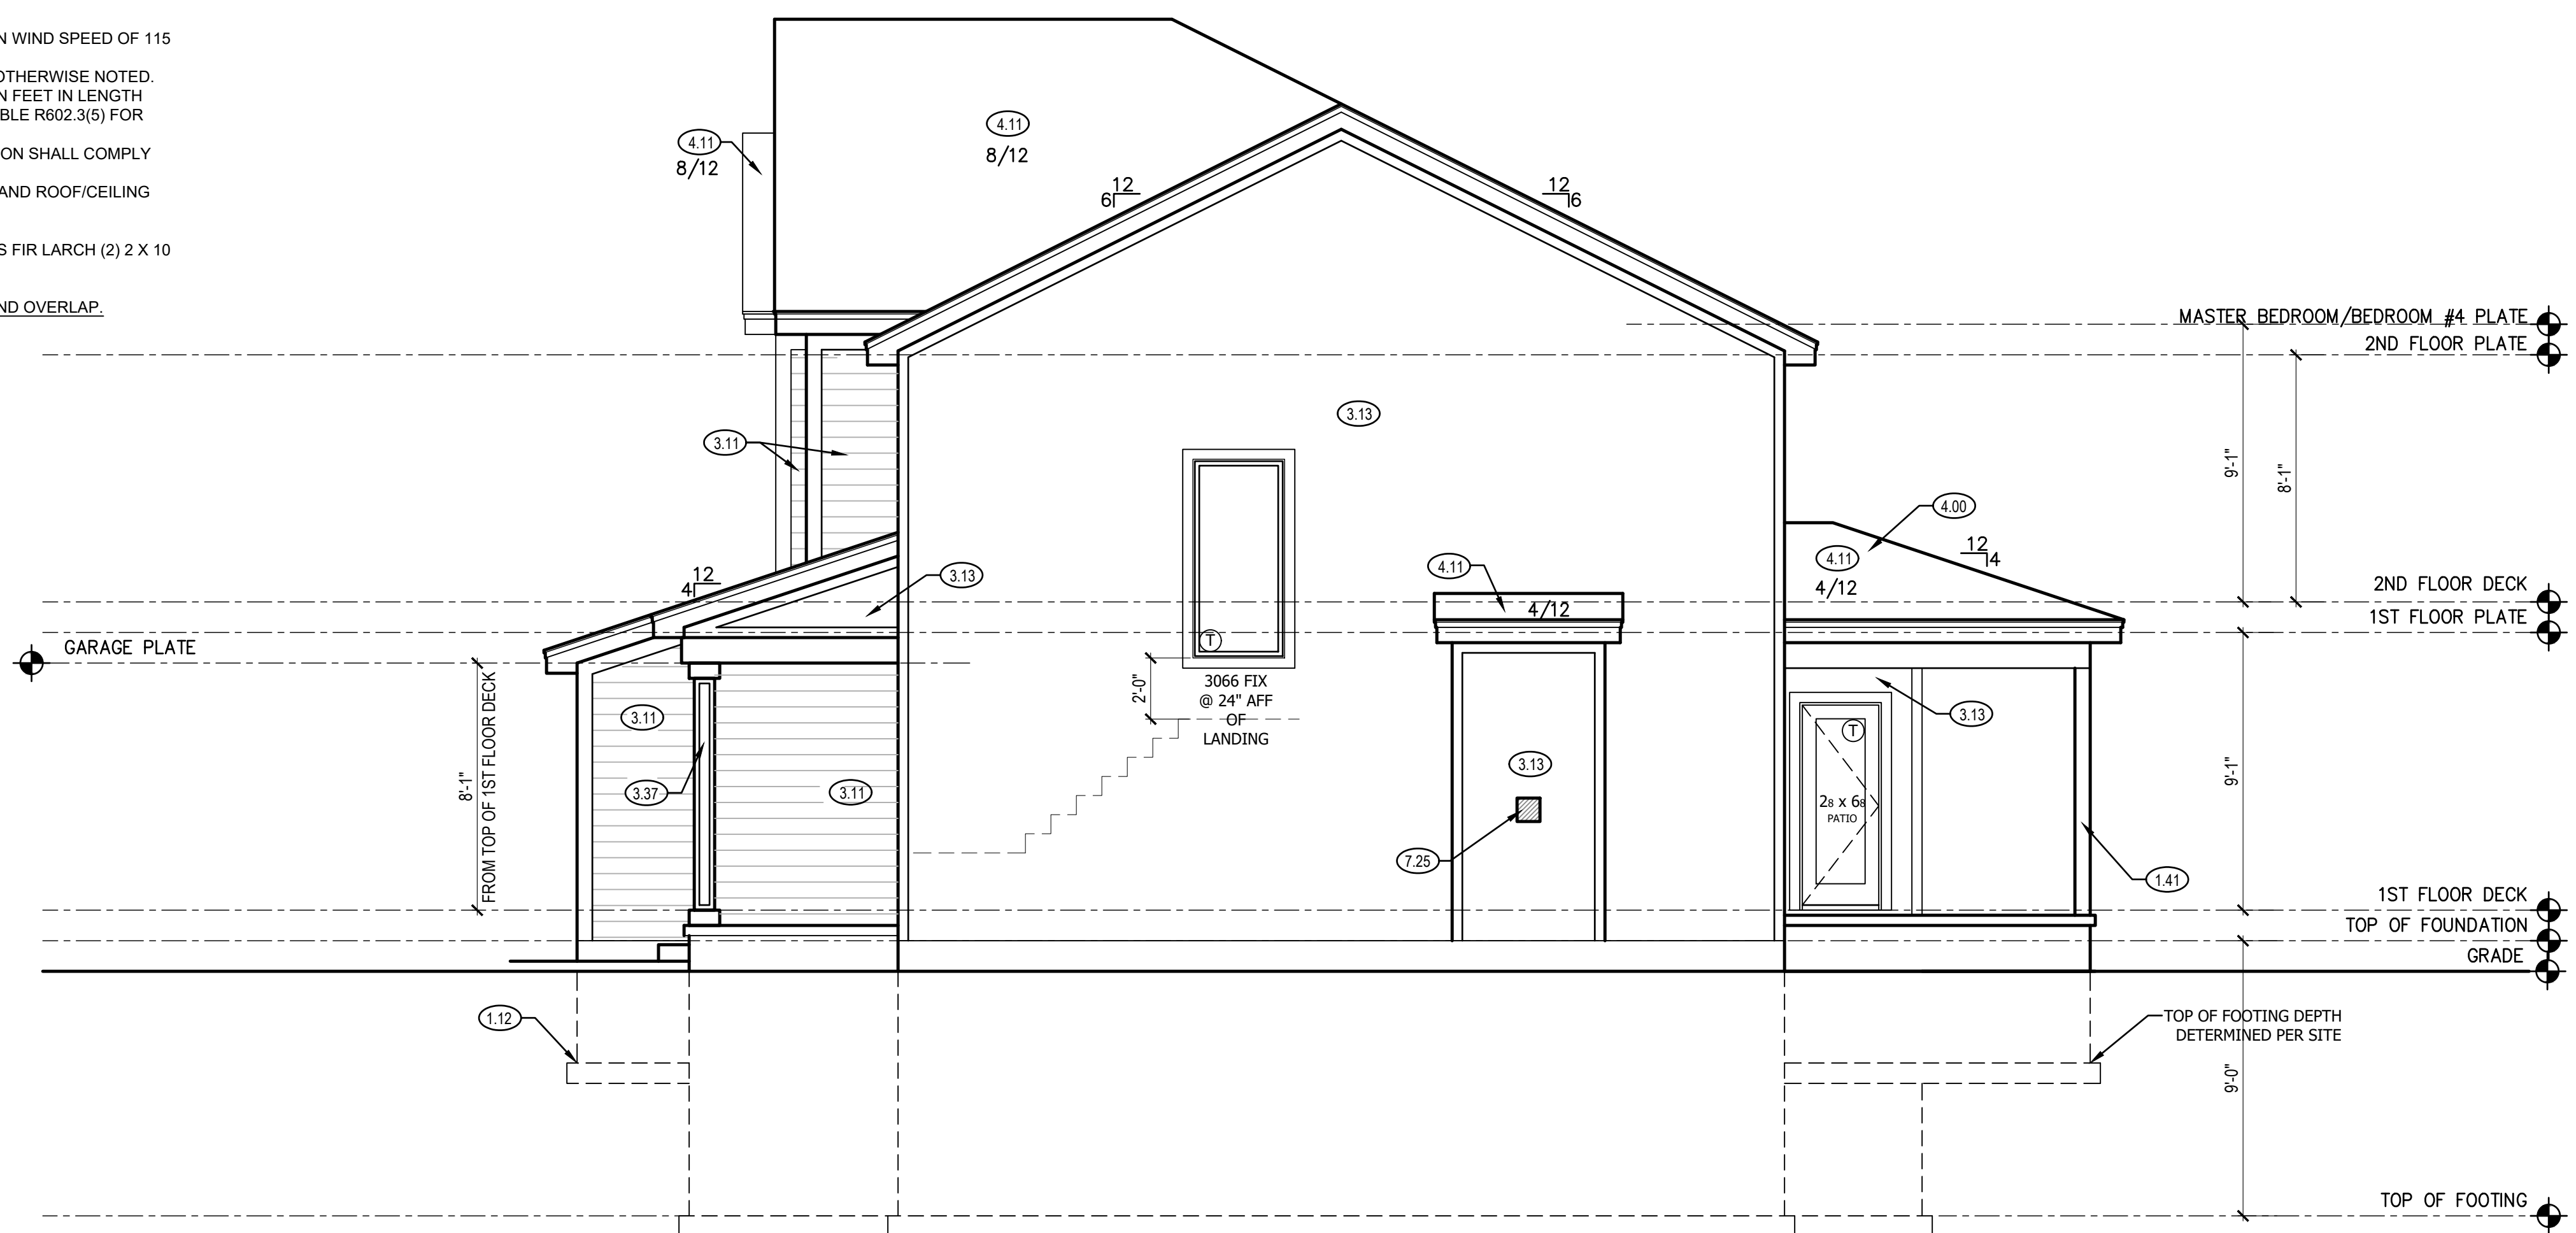 N WIND SPEED OF 115
OTHERWISE NOTED.
N FEET IN LENGTH
BLE R602.3(5) FOR
ON SHALL COMPLY
AND ROOF/CEILING
S FIR LARCH (2) 2 X 10
ND OVERLAP.
4.11
8/12
4.11
8/12
12
6
12
6
MASTER BEDROOM/BEDROOM #4 PLATE
2ND FLOOR PLATE
3.13
3.11
9'-1"
8'-1"
4.00
4.11
4/12
12
4
12
4
3.13
4.11
4/12
2ND FLOOR DECK
1ST FLOOR PLATE
GARAGE PLATE
T
2'-0"
3066 FIX
@ 24" AFF
OF
LANDING
8'-1"
FROM TOP OF 1ST FLOOR DECK
3.11
3.37
3.11
3.13
7.25
3.13
T
28 x 68
PATIO
9'-1"
1.41
1ST FLOOR DECK
TOP OF FOUNDATION
GRADE
1.12
TOP OF FOOTING DEPTH
DETERMINED PER SITE
9'-0"
TOP OF FOOTING